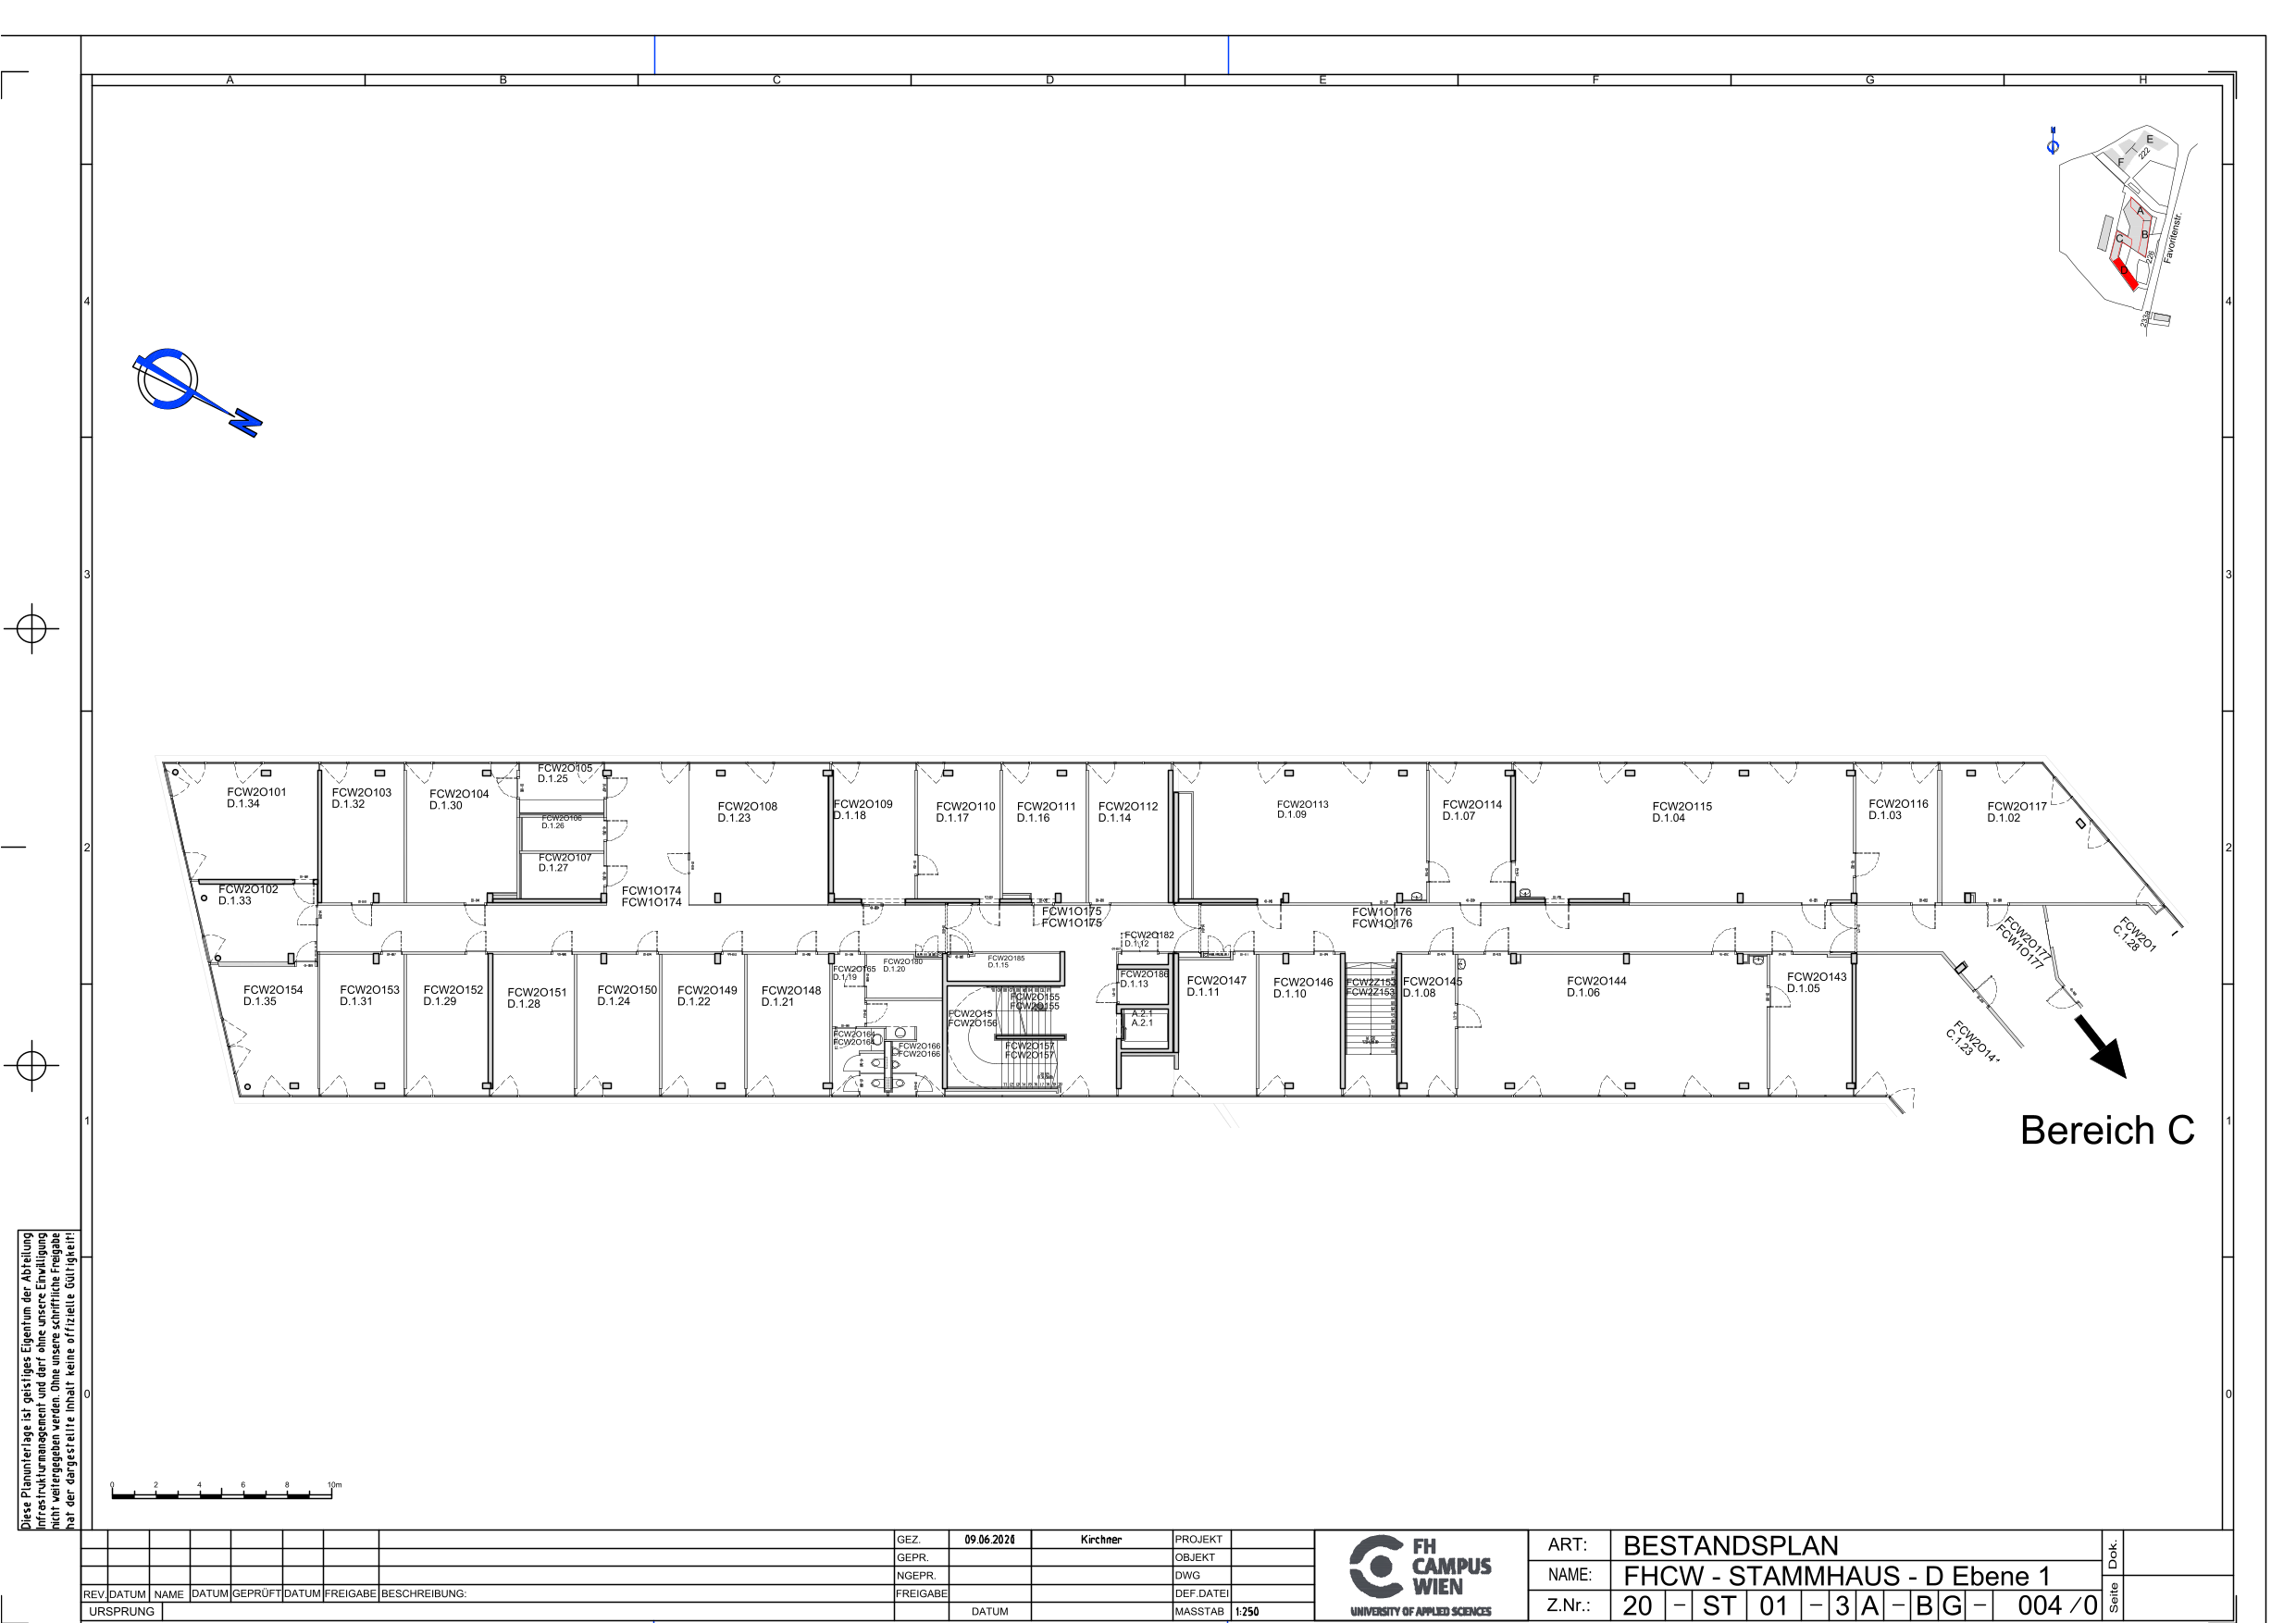 A B C D E F G H
4
3
2
1
0
4
3
2
1
0
N
N
E
222
F
A
B
C
D
226
Favoritenstr.
233a
FCW2O101
D.1.34
FCW2O103
D.1.32
FCW2O104
D.1.30
FCW2O105
D.1.25
FCW2O106
D.1.26
FCW2O107
D.1.27
FCW2O108
D.1.23
FCW2O109
D.1.18
FCW2O110
D.1.17
FCW2O111
D.1.16
FCW2O112
D.1.14
FCW2O113
D.1.09
FCW2O114
D.1.07
FCW2O115
D.1.04
FCW2O116
D.1.03
FCW2O117
D.1.02
FCW2O102
D.1.33
FCW1O174
FCW1O174
FCW1O175
FCW1O175
FCW2O182
D.1.12
FCW1O176
FCW1O176
FCW2O177
FCW1O177
FCW2O1
C.1.28
FCW2O154
D.1.35
FCW2O153
D.1.31
FCW2O152
D.1.29
FCW2O151
D.1.28
FCW2O150
D.1.24
FCW2O149
D.1.22
FCW2O148
D.1.21
FCW2O165
D.1.19
FCW2O180
D.1.20
FCW2O185
D.1.15
FCW2O164
FCW2O164
FCW2O166
FCW2O166
FCW2O15
FCW2O156
FCW2O155
FCW2O155
FCW2O157
FCW2O157
FCW2O186
D.1.13
A.2.1
A.2.1
FCW2O147
D.1.11
FCW2O146
D.1.10
FCW2Z153
FCW2Z153
FCW2O145
D.1.08
FCW2O144
D.1.06
FCW2O143
D.1.05
FCW2O14
C.1.23
Bereich C
Diese Planunterlage ist geistiges Eigentum der Abteilung
Infrastrukturmanagement und darf ohne unsere Einwilligung
nicht weitergegeben werden. Ohne unsere schriftliche Freigabe
hat der dargestellte Inhalt keine offizielle Gültigkeit!
0 2 4 6 8 10m
REV. DATUM NAME DATUM GEPRÜFT DATUM FREIGABE BESCHREIBUNG:
URSPRUNG
GEZ. 09.06.2020 Kirchner
GEPR.
NGEPR.
FREIGABE
DATUM
PROJEKT
OBJEKT
DWG
DEF.DATEI
MASSTAB 1:250
FH
CAMPUS
WIEN
UNIVERSITY OF APPLIED SCIENCES
ART: BESTANDSPLAN
NAME: FHCW - STAMMHAUS - D Ebene 1
Z.Nr.: 20 - ST 01 - 3 A - B G - 004 /0
Dok.
Seite